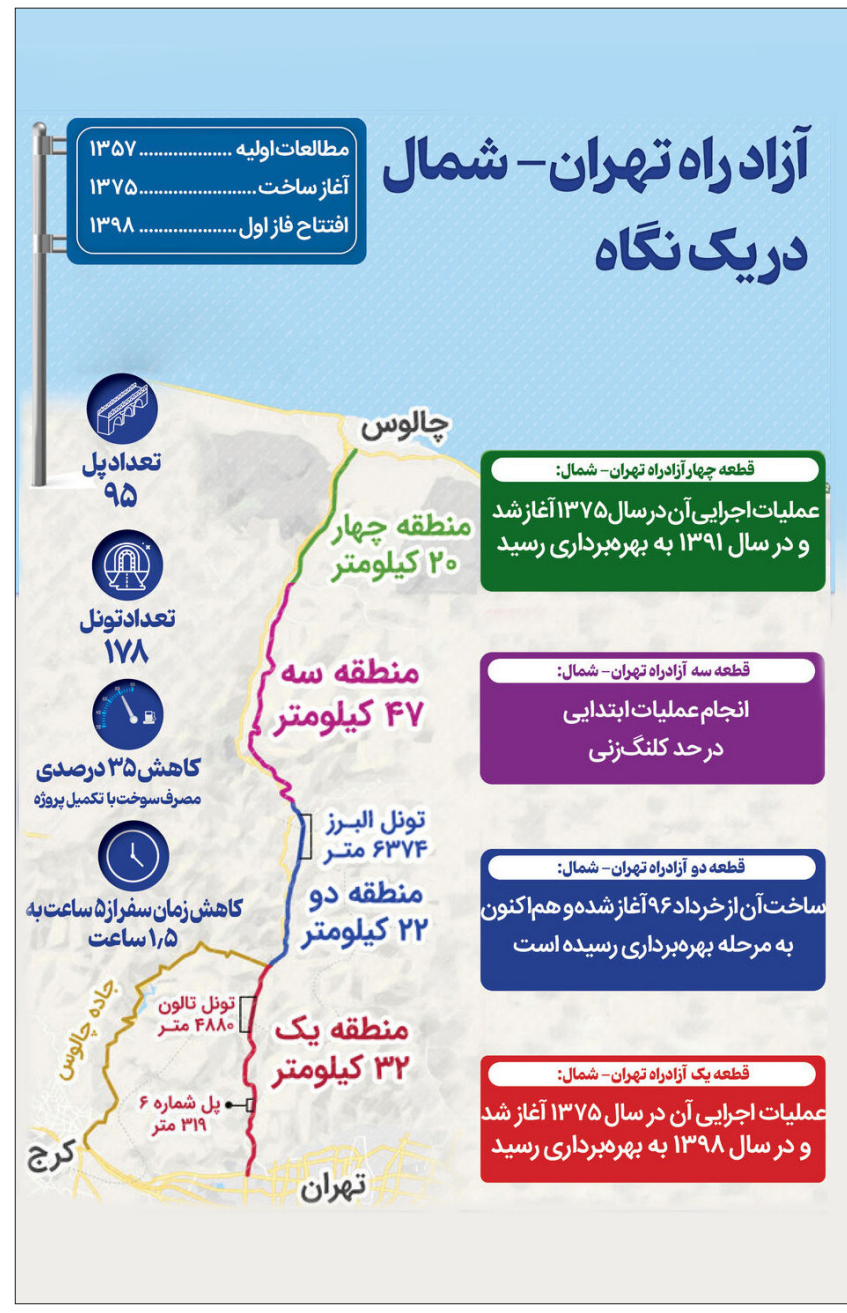 آزاد راه تهران - شمال
در یک نگاه
مطالعات اولیه .................... ۱۳۵۷
آغاز ساخت ......................... ۱۳۷۵
افتتاح فاز اول ..................... ۱۳۹۸
چالوس
منطقه چهار
۲۰ کیلومتر
منطقه سه
۴۷ کیلومتر
تونل البرز
۶۳۷۴ متر
منطقه دو
۲۲ کیلومتر
تونل تالون
۴۸۸۰ متر
منطقه یک
۳۲ کیلومتر
پل شماره ۶
۳۱۹ متر
جاده چالوس
کرج
تهران
قطعه چهار آزادراه تهران - شمال:
عملیات اجرایی آن در سال ۱۳۷۵ آغاز شد
و در سال ۱۳۹۱ به بهره‌برداری رسید
قطعه سه آزادراه تهران - شمال:
انجام عملیات ابتدایی
در حد کلنگ‌زنی
قطعه دو آزادراه تهران - شمال:
ساخت آن از خرداد ۹۶ آغاز شده و هم‌اکنون
به مرحله بهره‌برداری رسیده است
قطعه یک آزادراه تهران - شمال:
عملیات اجرایی آن در سال ۱۳۷۵ آغاز شد
و در سال ۱۳۹۸ به بهره‌برداری رسید
تعداد پل
۹۵
تعداد تونل
۱۷۸
کاهش ۳۵ درصدی
مصرف سوخت با تکمیل پروژه
کاهش زمان سفر از ۵ ساعت به
۱٫۵ ساعت